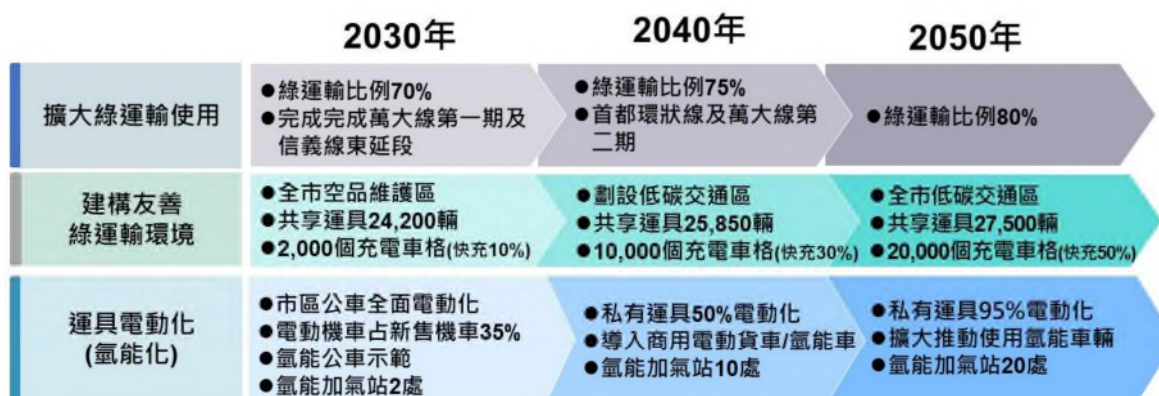 2030年
2040年
2050年
擴大綠運輸使用
●綠運輸比例70%
●完成完成萬大線第一期及
信義線東延段
●綠運輸比例75%
●首都環狀線及萬大線第
二期
●綠運輸比例80%
建構友善
綠運輸環境
●全市空品維護區
●共享運具24,200輛
●2,000個充電車格(快充10%)
●劃設低碳交通區
●共享運具25,850輛
●10,000個充電車格(快充30%)
●全市低碳交通區
●共享運具27,500輛
●20,000個充電車格(快充50%)
運具電動化
(氫能化)
●市區公車全面電動化
●電動機車占新售機車35%
●氫能公車示範
●氫能加氣站2處
●私有運具50%電動化
●導入商用電動貨車/氫能車
●氫能加氣站10處
●私有運具95%電動化
●擴大推動使用氫能車輛
●氫能加氣站20處